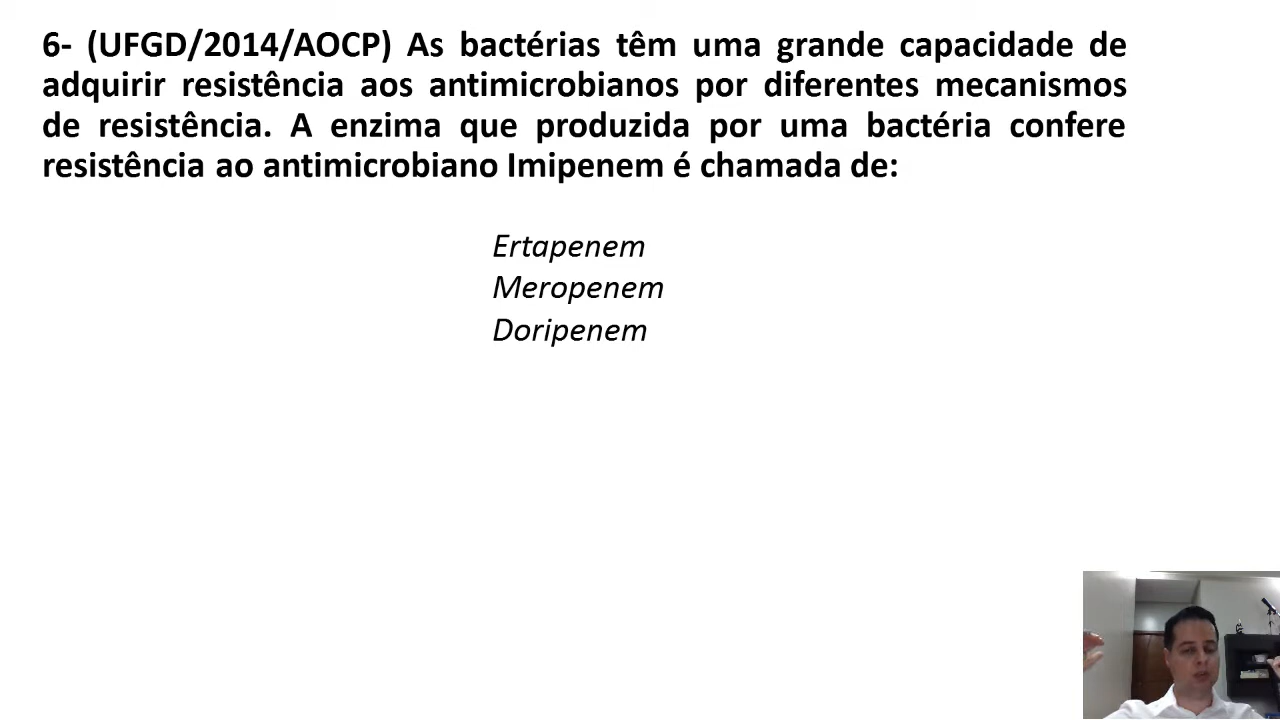 6- (UFGD/2014/AOCP) As bactérias têm uma grande capacidade de
adquirir resistência aos antimicrobianos por diferentes mecanismos
de resistência. A enzima que produzida por uma bactéria confere
resistência ao antimicrobiano Imipenem é chamada de:
Ertapenem
Meropenem
Doripenem